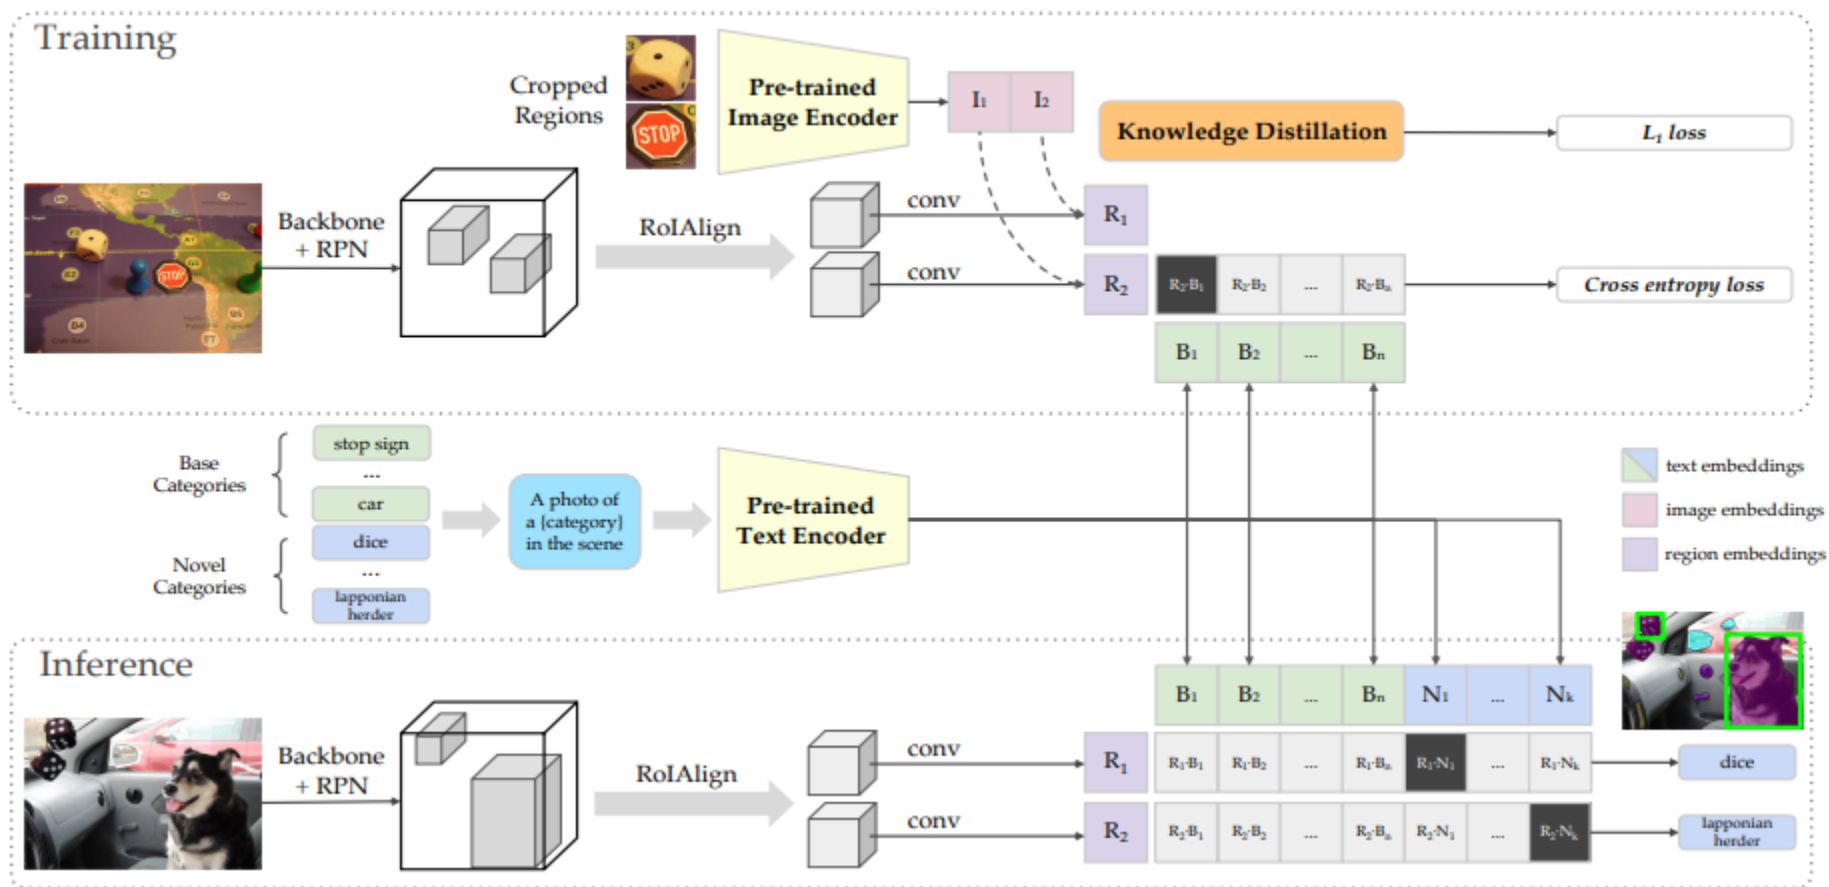 Training
Cropped
Regions
Pre-trained
Image Encoder
I1
I2
Knowledge Distillation
L1 loss
STOP
Backbone
+ RPN
RoIAlign
conv
R1
conv
R2
R2·B1
R2·B2
...
R2·Bn
Cross entropy loss
B1
B2
...
Bn
STOP
Base
Categories
stop sign
...
car
Novel
Categories
dice
...
lapponian
herder
A photo of
a {category}
in the scene
Pre-trained
Text Encoder
text embeddings
image embeddings
region embeddings
Inference
Backbone
+ RPN
RoIAlign
B1
B2
...
Bn
N1
...
Nk
conv
R1
R1·B1
R1·B2
...
R1·Bn
R1·N1
...
R1·Nk
dice
conv
R2
R2·B1
R2·B2
...
R2·Bn
R2·N1
...
R2·Nk
lapponian
herder